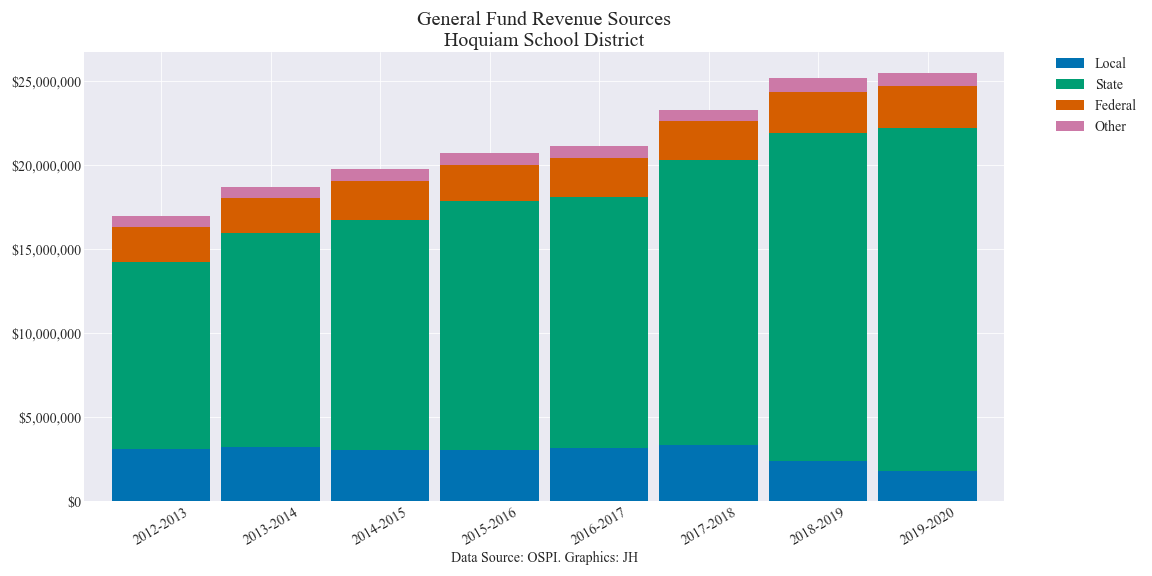 General Fund Revenue Sources
Hoquiam School District
Local
State
Federal
Other
$25,000,000
$20,000,000
$15,000,000
$10,000,000
$5,000,000
$0
2012-2013
2013-2014
2014-2015
2015-2016
2016-2017
2017-2018
2018-2019
2019-2020
Data Source: OSPI. Graphics: JH